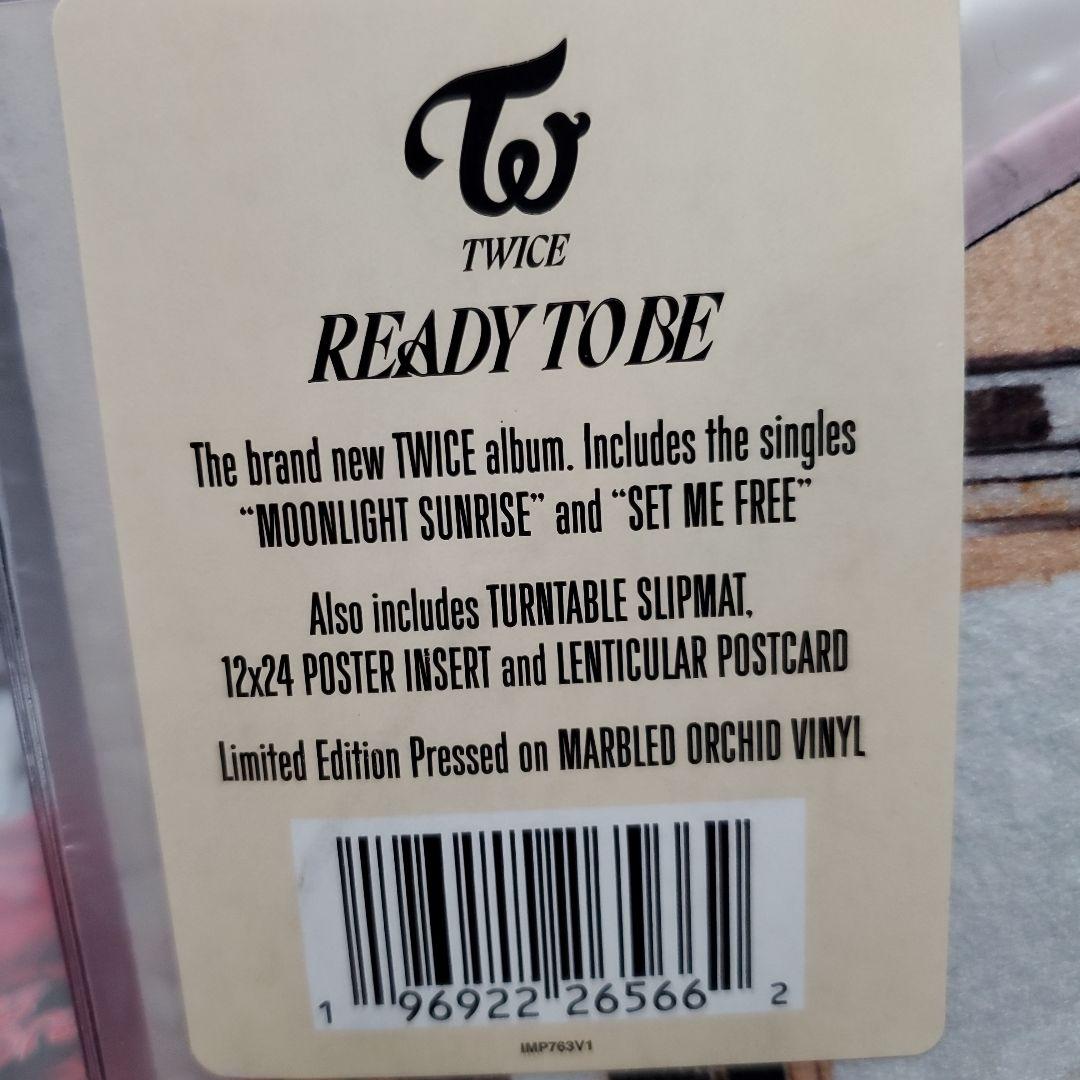 TW
TWICE
READY TO BE
The brand new TWICE album. Includes the singles
“MOONLIGHT SUNRISE” and “SET ME FREE”
Also includes TURNTABLE SLIPMAT,
12x24 POSTER INSERT and LENTICULAR POSTCARD
Limited Edition Pressed on MARBLED ORCHID VINYL
1 96922 26566 2
IMP763V1